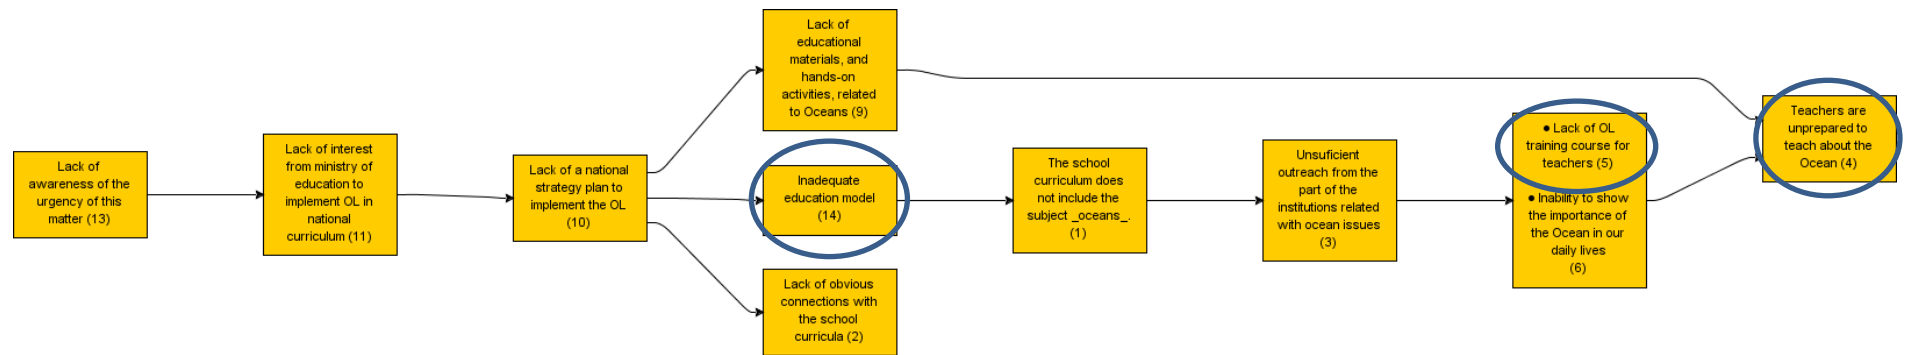 Lack of
awareness of the
urgency of this
matter (13)
Lack of interest
from ministry of
education to
implement OL in
national
curriculum (11)
Lack of a national
strategy plan to
implement the OL
(10)
Lack of
educational
materials, and
hands-on
activities, related
to Oceans (9)
Inadequate
education model
(14)
Lack of obvious
connections with
the school
curricula (2)
The school
curriculum does
not include the
subject _oceans_.
(1)
Unsuficient
outreach from the
part of the
institutions related
with ocean issues
(3)
● Lack of OL
training course for
teachers (5)
● Inability to show
the importance of
the Ocean in our
daily lives
(6)
Teachers are
unprepared to
teach about the
Ocean (4)